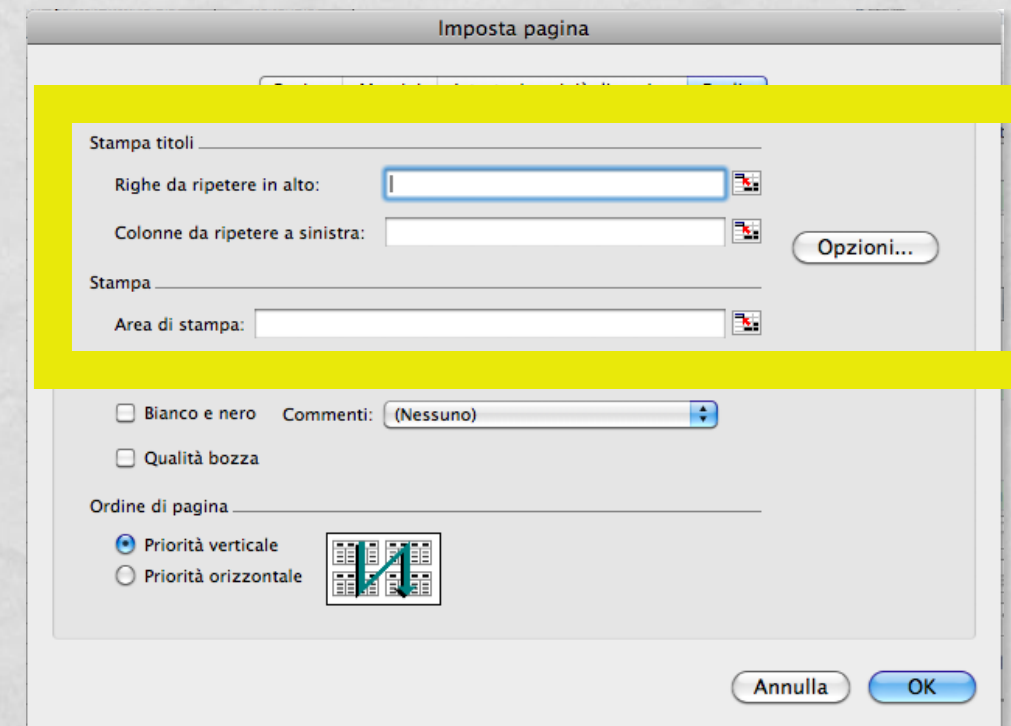 Imposta pagina
Stampa titoli
Righe da ripetere in alto:
Colonne da ripetere a sinistra:
Opzioni...
Stampa
Area di stampa:
Bianco e nero Commenti: (Nessuno)
Qualità bozza
Ordine di pagina
Priorità verticale
Priorità orizzontale
Annulla OK